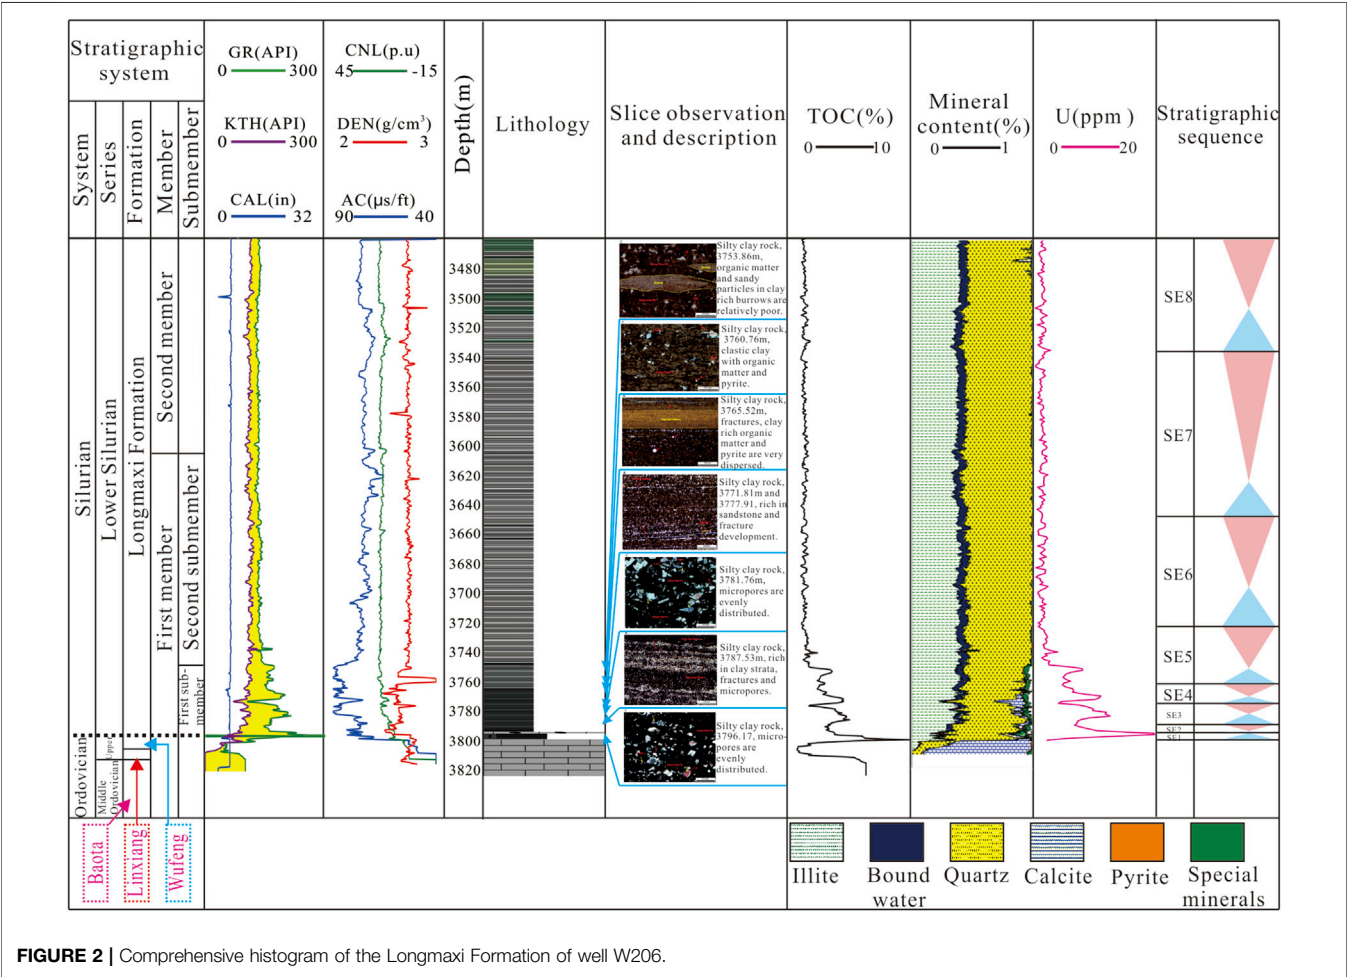 Stratigraphic
system
System
Series
Formation
Member
Submember
GR(API)
0 300
KTH(API)
0 300
CAL(in)
0 32
CNL(p.u)
45 -15
DEN(g/cm³)
2 3
AC(μs/ft)
90 40
Depth(m)
Lithology
Slice observation
and description
TOC(%)
0 10
Mineral
content(%)
0 1
U(ppm)
0 20
Stratigraphic
sequence
Silurian
Lower Silurian
Longmaxi Formation
Second member
First member
Second submember
First sub-
member
Ordovician
Upper
Middle
Ordovician
Baota
Linxiang
Wufeng
3480
3500
3520
3540
3560
3580
3600
3620
3640
3660
3680
3700
3720
3740
3760
3780
3800
3820
Silty clay rock,
3753.86m,
organic matter
and sandy
particles in clay
rich burrows are
relatively poor.
Silty clay rock,
3760.76m,
clastic clay
with organic
matter and
pyrite.
Silty clay rock,
3765.52m,
fractures, clay
rich organic
matter and
pyrite are very
dispersed.
Silty clay rock,
3771.81m and
3777.91, rich in
sandstone and
fracture
development.
Silty clay rock,
3781.76m,
micropores are
evenly
distributed.
Silty clay rock,
3787.53m, rich
in clay strata,
fractures and
micropores.
Silty clay rock,
3796.17, micro-
pores are
evenly
distributed.
SE8
SE7
SE6
SE5
SE4
SE3
SE2
SE1
Illite
Bound
water
Quartz
Calcite
Pyrite
Special
minerals
FIGURE 2 | Comprehensive histogram of the Longmaxi Formation of well W206.